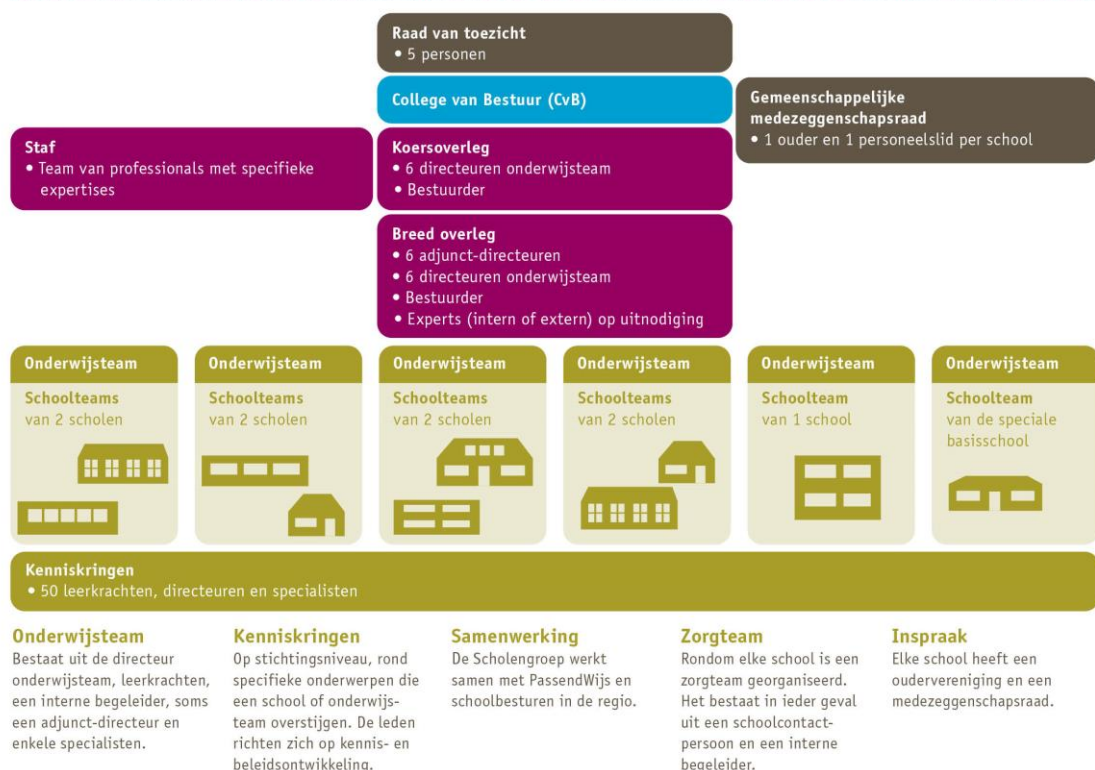 Raad van toezicht
• 5 personen
College van Bestuur (CvB)
Gemeenschappelijke
medezeggenschapsraad
• 1 ouder en 1 personeelslid per school
Staf
• Team van professionals met specifieke
expertises
Koersoverleg
• 6 directeuren onderwijsteam
• Bestuurder
Breed overleg
• 6 adjunct-directeuren
• 6 directeuren onderwijsteam
• Bestuurder
• Experts (intern of extern) op uitnodiging
Onderwijsteam
Schoolteams
van 2 scholen
Onderwijsteam
Schoolteams
van 2 scholen
Onderwijsteam
Schoolteams
van 2 scholen
Onderwijsteam
Schoolteams
van 2 scholen
Onderwijsteam
Schoolteam
van 1 school
Onderwijsteam
Schoolteam
van de speciale
basisschool
Kenniskringen
• 50 leerkrachten, directeuren en specialisten
Onderwijsteam
Bestaat uit de directeur
onderwijsteam, leerkrachten,
een interne begeleider, soms
een adjunct-directeur en
enkele specialisten.
Kenniskringen
Op stichtingsniveau, rond
specifieke onderwerpen die
een school of onderwijs-
team overstijgen. De leden
richten zich op kennis- en
beleidsontwikkeling.
Samenwerking
De Scholengroep werkt
samen met PassendWijs en
schoolbesturen in de regio.
Zorgteam
Rondom elke school is een
zorgteam georganiseerd.
Het bestaat in ieder geval
uit een schoolcontact-
persoon en een interne
begeleider.
Inspraak
Elke school heeft een
oudervereniging en een
medezeggenschapsraad.